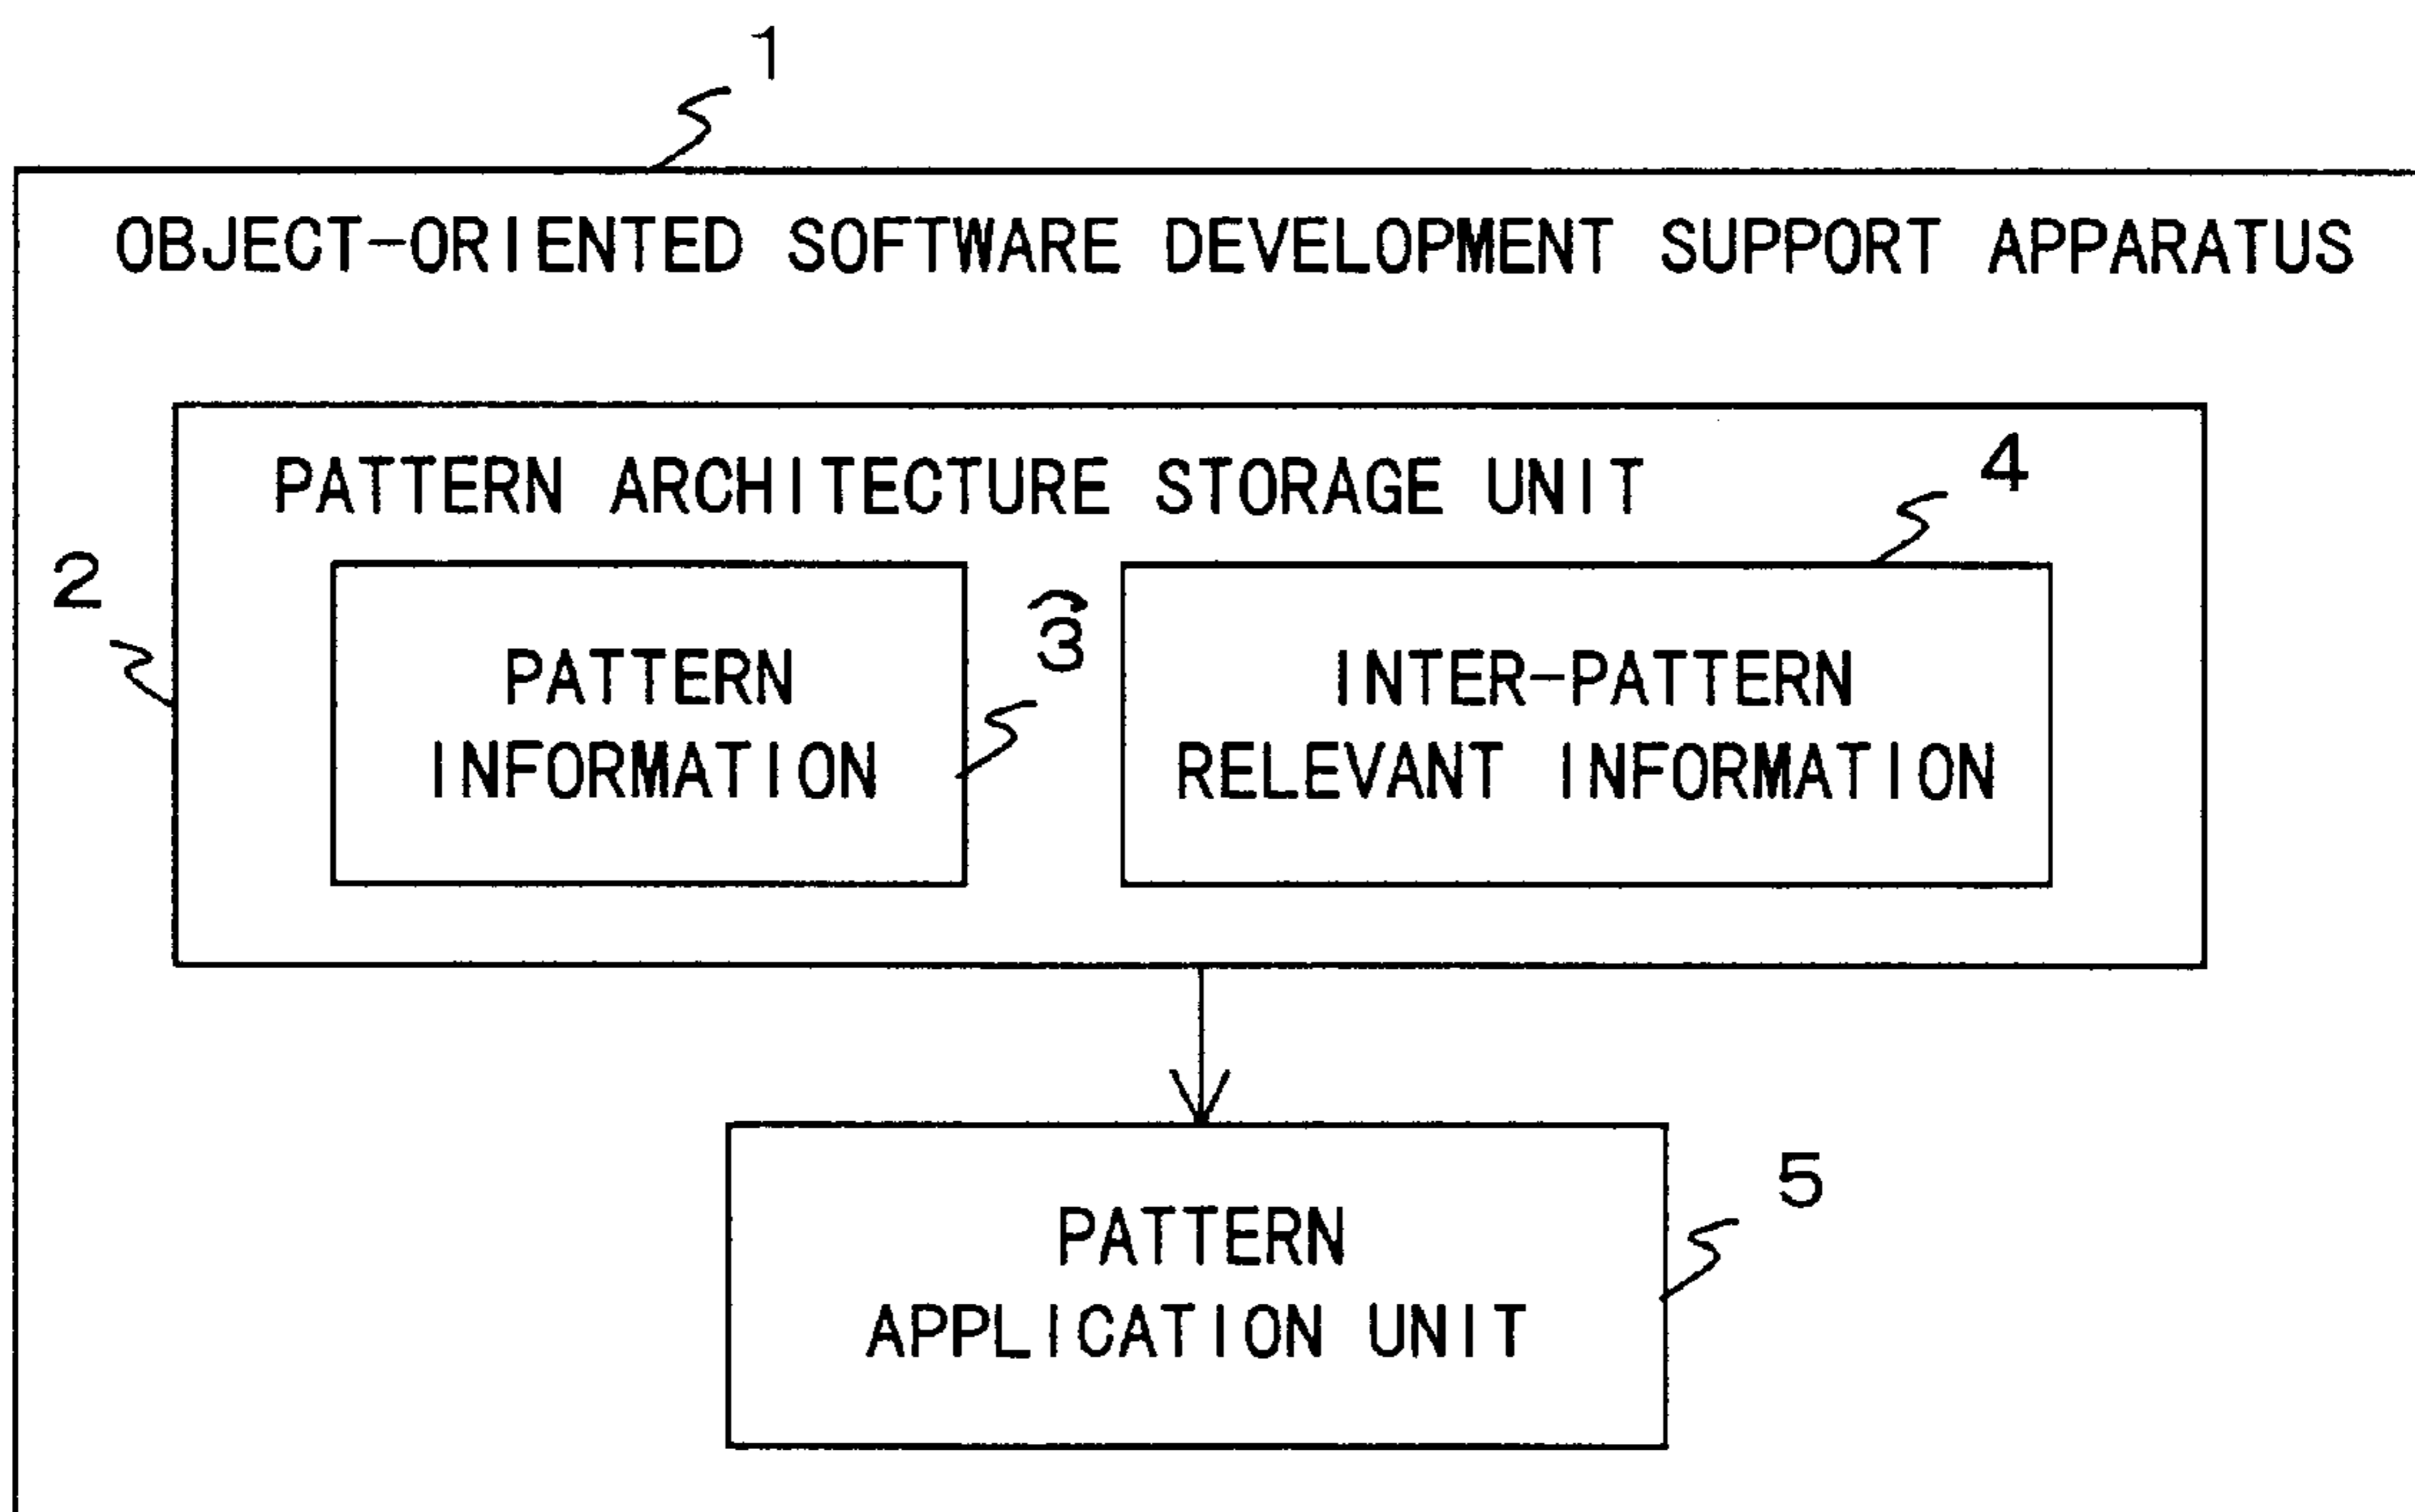 1
OBJECT-ORIENTED SOFTWARE DEVELOPMENT SUPPORT APPARATUS
PATTERN ARCHITECTURE STORAGE UNIT
4
2
3
PATTERN
INFORMATION
INTER-PATTERN
RELEVANT INFORMATION
5
PATTERN
APPLICATION UNIT